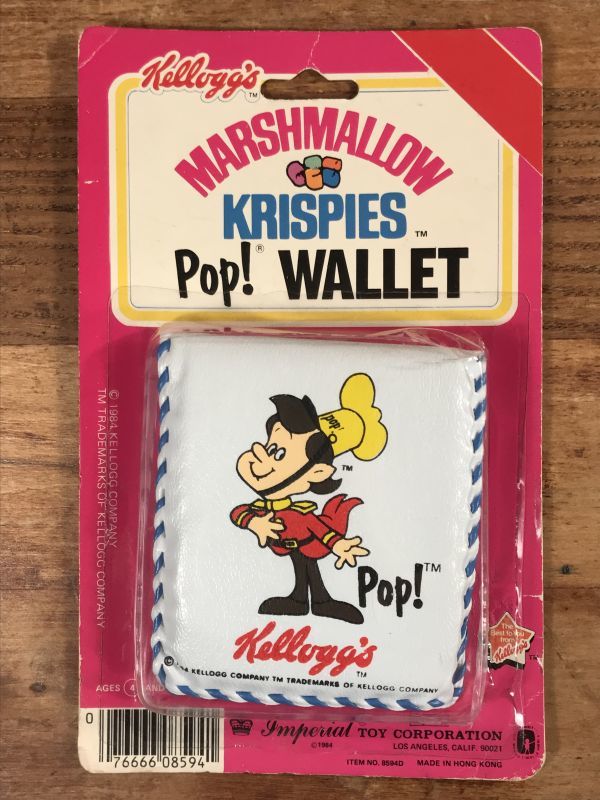 Kellogg's TM
MARSHMALLOW
KRISPIES TM
Pop!® WALLET
© 1984 KELLOGG COMPANY
TM TRADEMARKS OF KELLOGG COMPANY
pop!
TM
Pop! TM
Kellogg's TM
KELLOGG COMPANY TM TRADEMARKS OF KELLOGG COMPANY
The
Best to You
from
Kellogg's TM
AGES 4 AND
0 76666 08594
Imperial TOY CORPORATION
© 1984 LOS ANGELES, CALIF. 90021
ITEM NO. 8594D MADE IN HONG KONG